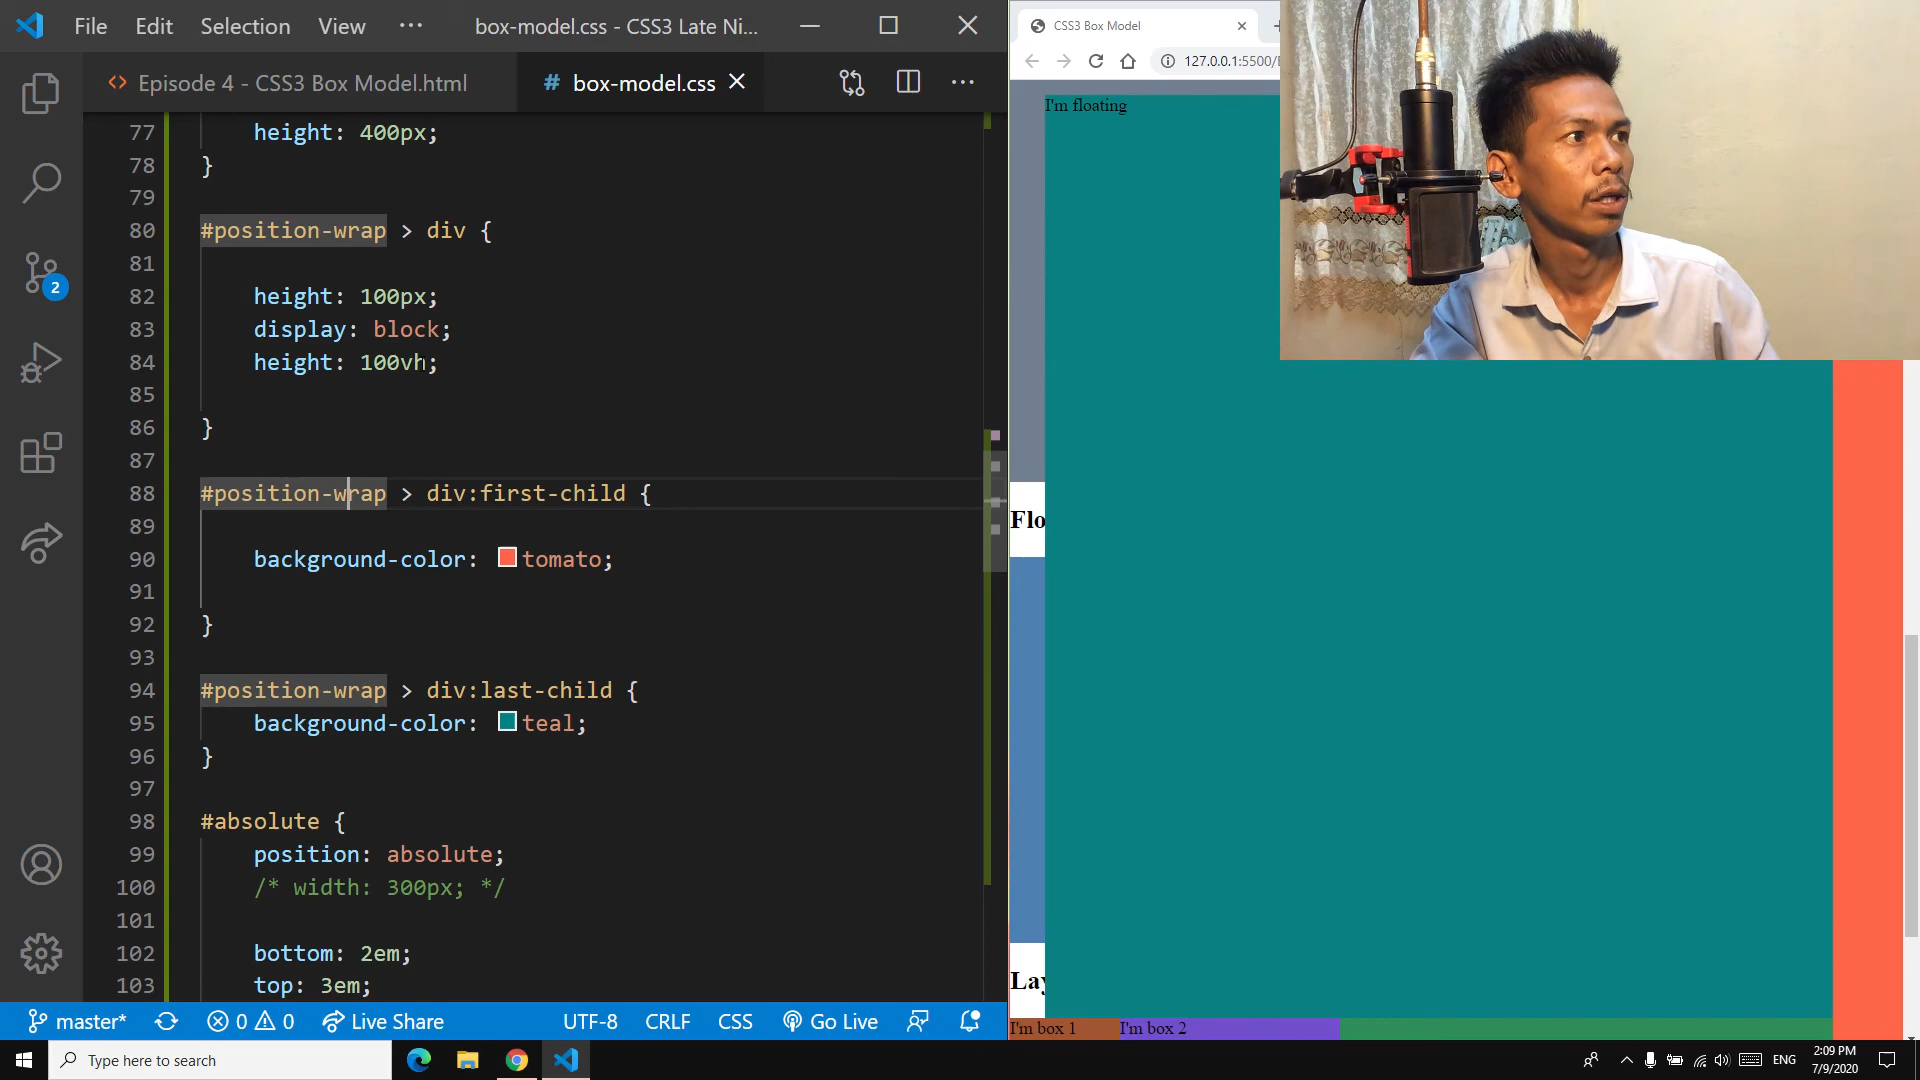 File Edit Selection View ··· box-model.css - CSS3 Late Ni...
<> Episode 4 - CSS3 Box Model.html # box-model.css
77 height: 400px;
78 }
79
80 #position-wrap > div {
81
82 height: 100px;
83 display: block;
84 height: 100vh;
85
86 }
87
88 #position-wrap > div:first-child {
89
90 background-color: tomato;
91
92 }
93
94 #position-wrap > div:last-child {
95 background-color: teal;
96 }
97
98 #absolute {
99 position: absolute;
100 /* width: 300px; */
101
102 bottom: 2em;
103 top: 3em;
2
master* 0 0 Live Share UTF-8 CRLF CSS Go Live
CSS3 Box Model
127.0.0.1:5500/
I'm floating
Flo
Lay
I'm box 1 I'm box 2
Type here to search
ENG
2:09 PM
7/9/2020